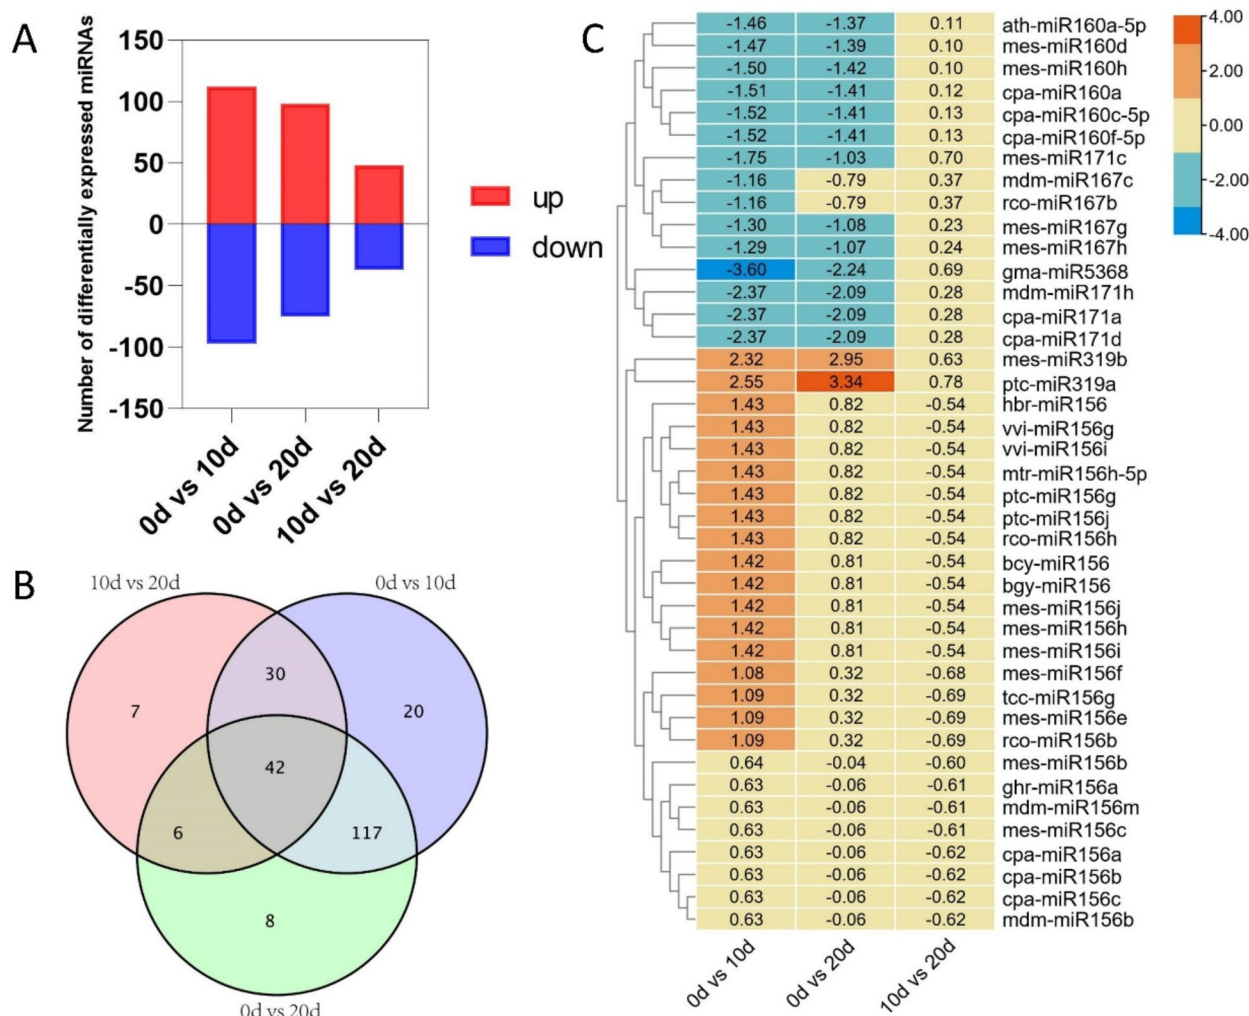 A
Number of differentially expressed miRNAs
150
100
50
0
-50
-100
-150
0d vs 10d
0d vs 20d
10d vs 20d
up
down
B
10d vs 20d
0d vs 10d
30
7
20
42
6
117
8
0d vs 20d
C
-1.46 -1.37 0.11 ath-miR160a-5p
-1.47 -1.39 0.10 mes-miR160d
-1.50 -1.42 0.10 mes-miR160h
-1.51 -1.41 0.12 cpa-miR160a
-1.52 -1.41 0.13 cpa-miR160c-5p
-1.52 -1.41 0.13 cpa-miR160f-5p
-1.75 -1.03 0.70 mes-miR171c
-1.16 -0.79 0.37 mdm-miR167c
-1.16 -0.79 0.37 rco-miR167b
-1.30 -1.08 0.23 mes-miR167g
-1.29 -1.07 0.24 mes-miR167h
-3.60 -2.24 0.69 gma-miR5368
-2.37 -2.09 0.28 mdm-miR171h
-2.37 -2.09 0.28 cpa-miR171a
-2.37 -2.09 0.28 cpa-miR171d
2.32 2.95 0.63 mes-miR319b
2.55 3.34 0.78 ptc-miR319a
1.43 0.82 -0.54 hbr-miR156
1.43 0.82 -0.54 vvi-miR156g
1.43 0.82 -0.54 vvi-miR156i
1.43 0.82 -0.54 mtr-miR156h-5p
1.43 0.82 -0.54 ptc-miR156g
1.43 0.82 -0.54 ptc-miR156j
1.43 0.82 -0.54 rco-miR156h
1.42 0.81 -0.54 bcy-miR156
1.42 0.81 -0.54 bgy-miR156
1.42 0.81 -0.54 mes-miR156j
1.42 0.81 -0.54 mes-miR156h
1.42 0.81 -0.54 mes-miR156i
1.08 0.32 -0.68 mes-miR156f
1.09 0.32 -0.69 tcc-miR156g
1.09 0.32 -0.69 mes-miR156e
1.09 0.32 -0.69 rco-miR156b
0.64 -0.04 -0.60 mes-miR156b
0.63 -0.06 -0.61 ghr-miR156a
0.63 -0.06 -0.61 mdm-miR156m
0.63 -0.06 -0.61 mes-miR156c
0.63 -0.06 -0.62 cpa-miR156a
0.63 -0.06 -0.62 cpa-miR156b
0.63 -0.06 -0.62 cpa-miR156c
0.63 -0.06 -0.62 mdm-miR156b
0d vs 10d
0d vs 20d
10d vs 20d
4.00
2.00
0.00
-2.00
-4.00